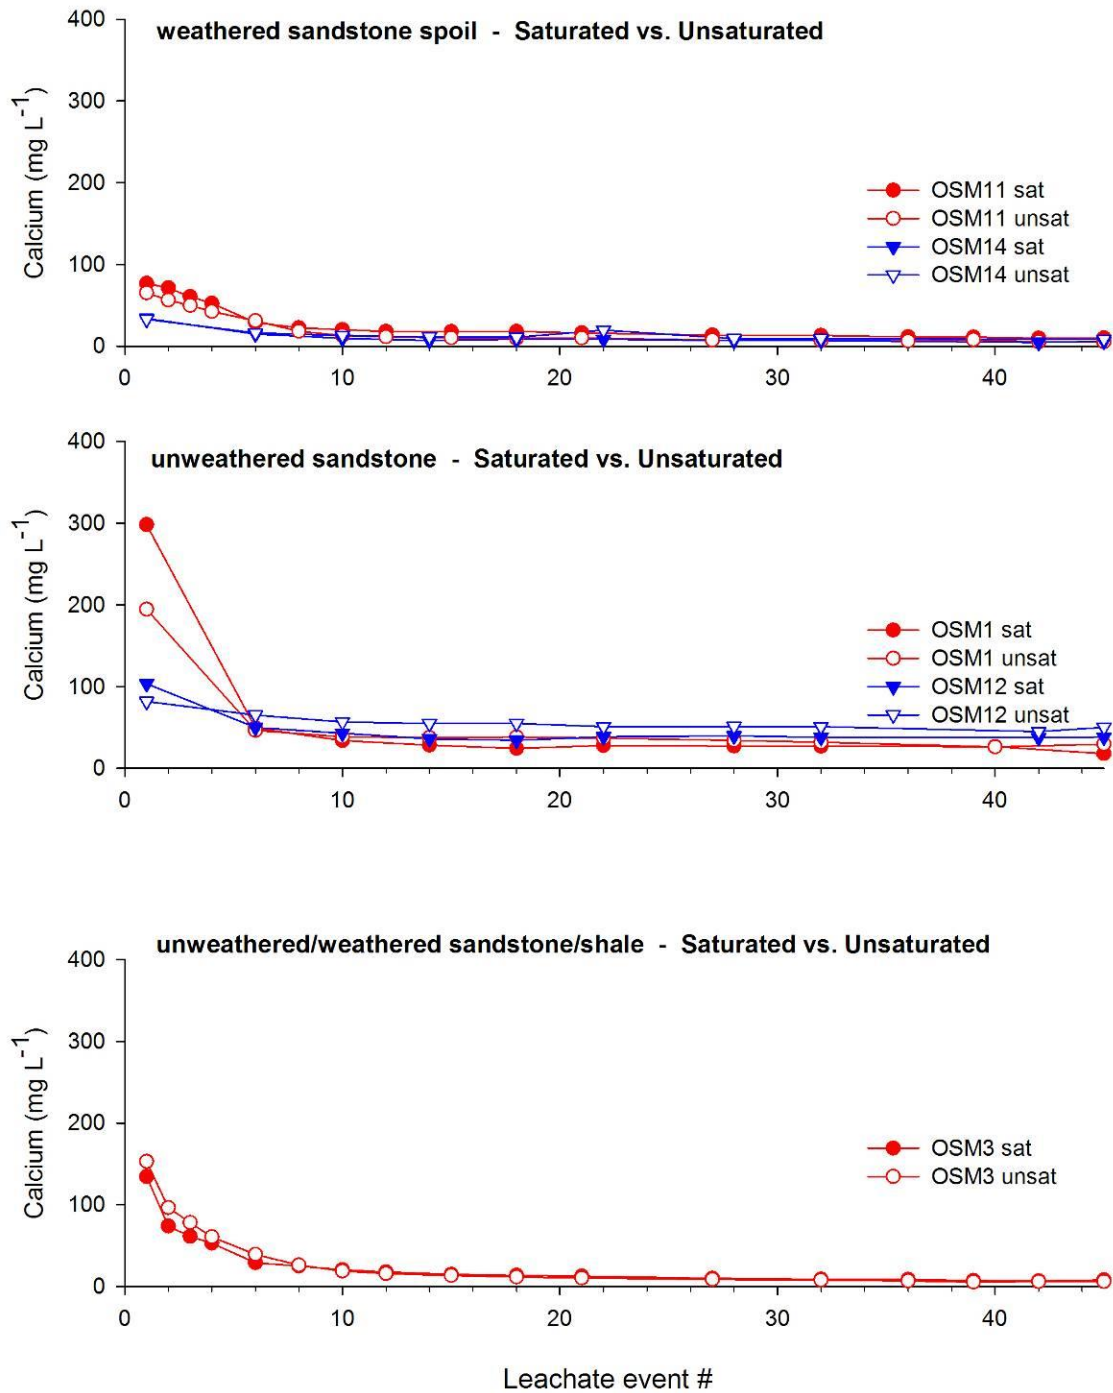 weathered sandstone spoil - Saturated vs. Unsaturated
400
300
200
100
0
Calcium (mg L⁻¹)
OSM11 sat
OSM11 unsat
OSM14 sat
OSM14 unsat
0 10 20 30 40
unweathered sandstone - Saturated vs. Unsaturated
400
300
200
100
0
Calcium (mg L⁻¹)
OSM1 sat
OSM1 unsat
OSM12 sat
OSM12 unsat
0 10 20 30 40
unweathered/weathered sandstone/shale - Saturated vs. Unsaturated
400
300
200
100
0
Calcium (mg L⁻¹)
OSM3 sat
OSM3 unsat
0 10 20 30 40
Leachate event #